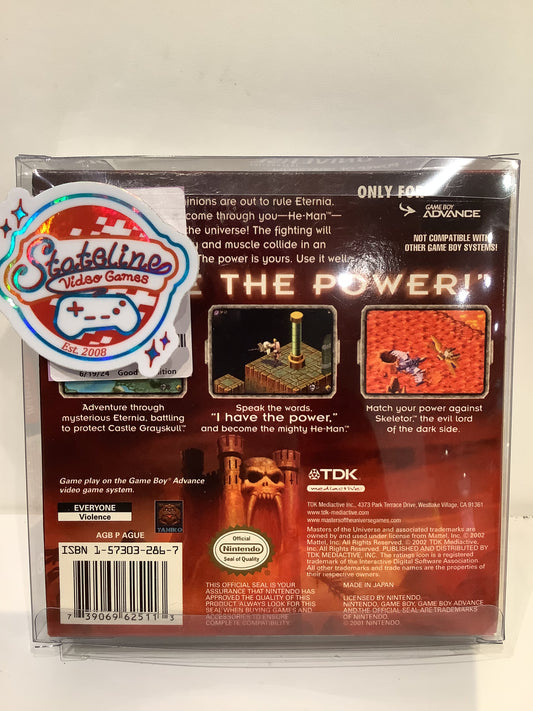 inions are out to rule Eternia.
ONLY FOR
ome through you—He-Man™—
GAME BOY
ADVANCE
the universe! The fighting will
and muscle collide in an
The power is yours. Use it well
NOT COMPATIBLE WITH
OTHER GAME BOY SYSTEMS!
Stateline
Video Games
Est. 2008
E THE POWER!"
6/19/24 Good
Adventure through
mysterious Eternia, battling
to protect Castle Grayskull™.
Speak the words,
"I have the power,"
and become the mighty He-Man™.
Match your power against
Skeletor™, the evil lord
of the dark side.
Game play on the Game Boy® Advance
video game system.
EVERYONE
Violence
TAHIKO
AGB P AGUE
ISBN 1-57303-286-7
7 39069 62511 3
Official
Nintendo
Seal of Quality
THIS OFFICIAL SEAL IS YOUR
ASSURANCE THAT NINTENDO HAS
APPROVED THE QUALITY OF THIS
PRODUCT. ALWAYS LOOK FOR THIS
SEAL WHEN BUYING GAMES AND
ACCESSORIES TO ENSURE
COMPLETE COMPATIBILITY.
TDK
mediactive
TDK Mediactive Inc., 4373 Park Terrace Drive, Westlake Village, CA 91361
www.tdk-mediactive.com
www.mastersoftheuniversegames.com
Masters of the Universe and associated trademarks are
owned by and used under license from Mattel, Inc. © 2002
Mattel, Inc. All Rights Reserved. © 2002 TDK Mediactive,
Inc. All Rights Reserved. PUBLISHED AND DISTRIBUTED BY
TDK MEDIACTIVE, INC. The ratings icon is a registered
trademark of the Interactive Digital Software Association.
All other trademarks and trade names are the properties of
their respective owners.
MADE IN JAPAN
LICENSED BY NINTENDO.
NINTENDO, GAME BOY, GAME BOY ADVANCE
AND THE OFFICIAL SEAL ARE TRADEMARKS
OF NINTENDO.
© 2001 NINTENDO